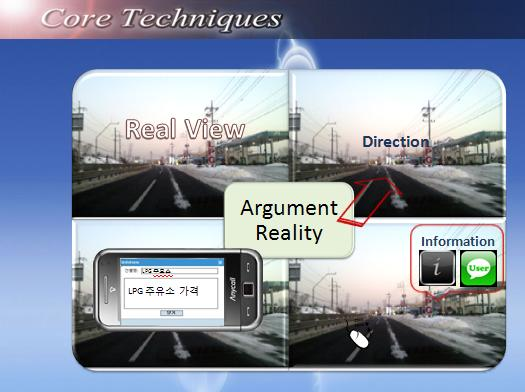 Core Techniques
Real View
Direction
Argument
Reality
Information
i
User
LPG 주유소
LPG 주유소 가격
Anycall